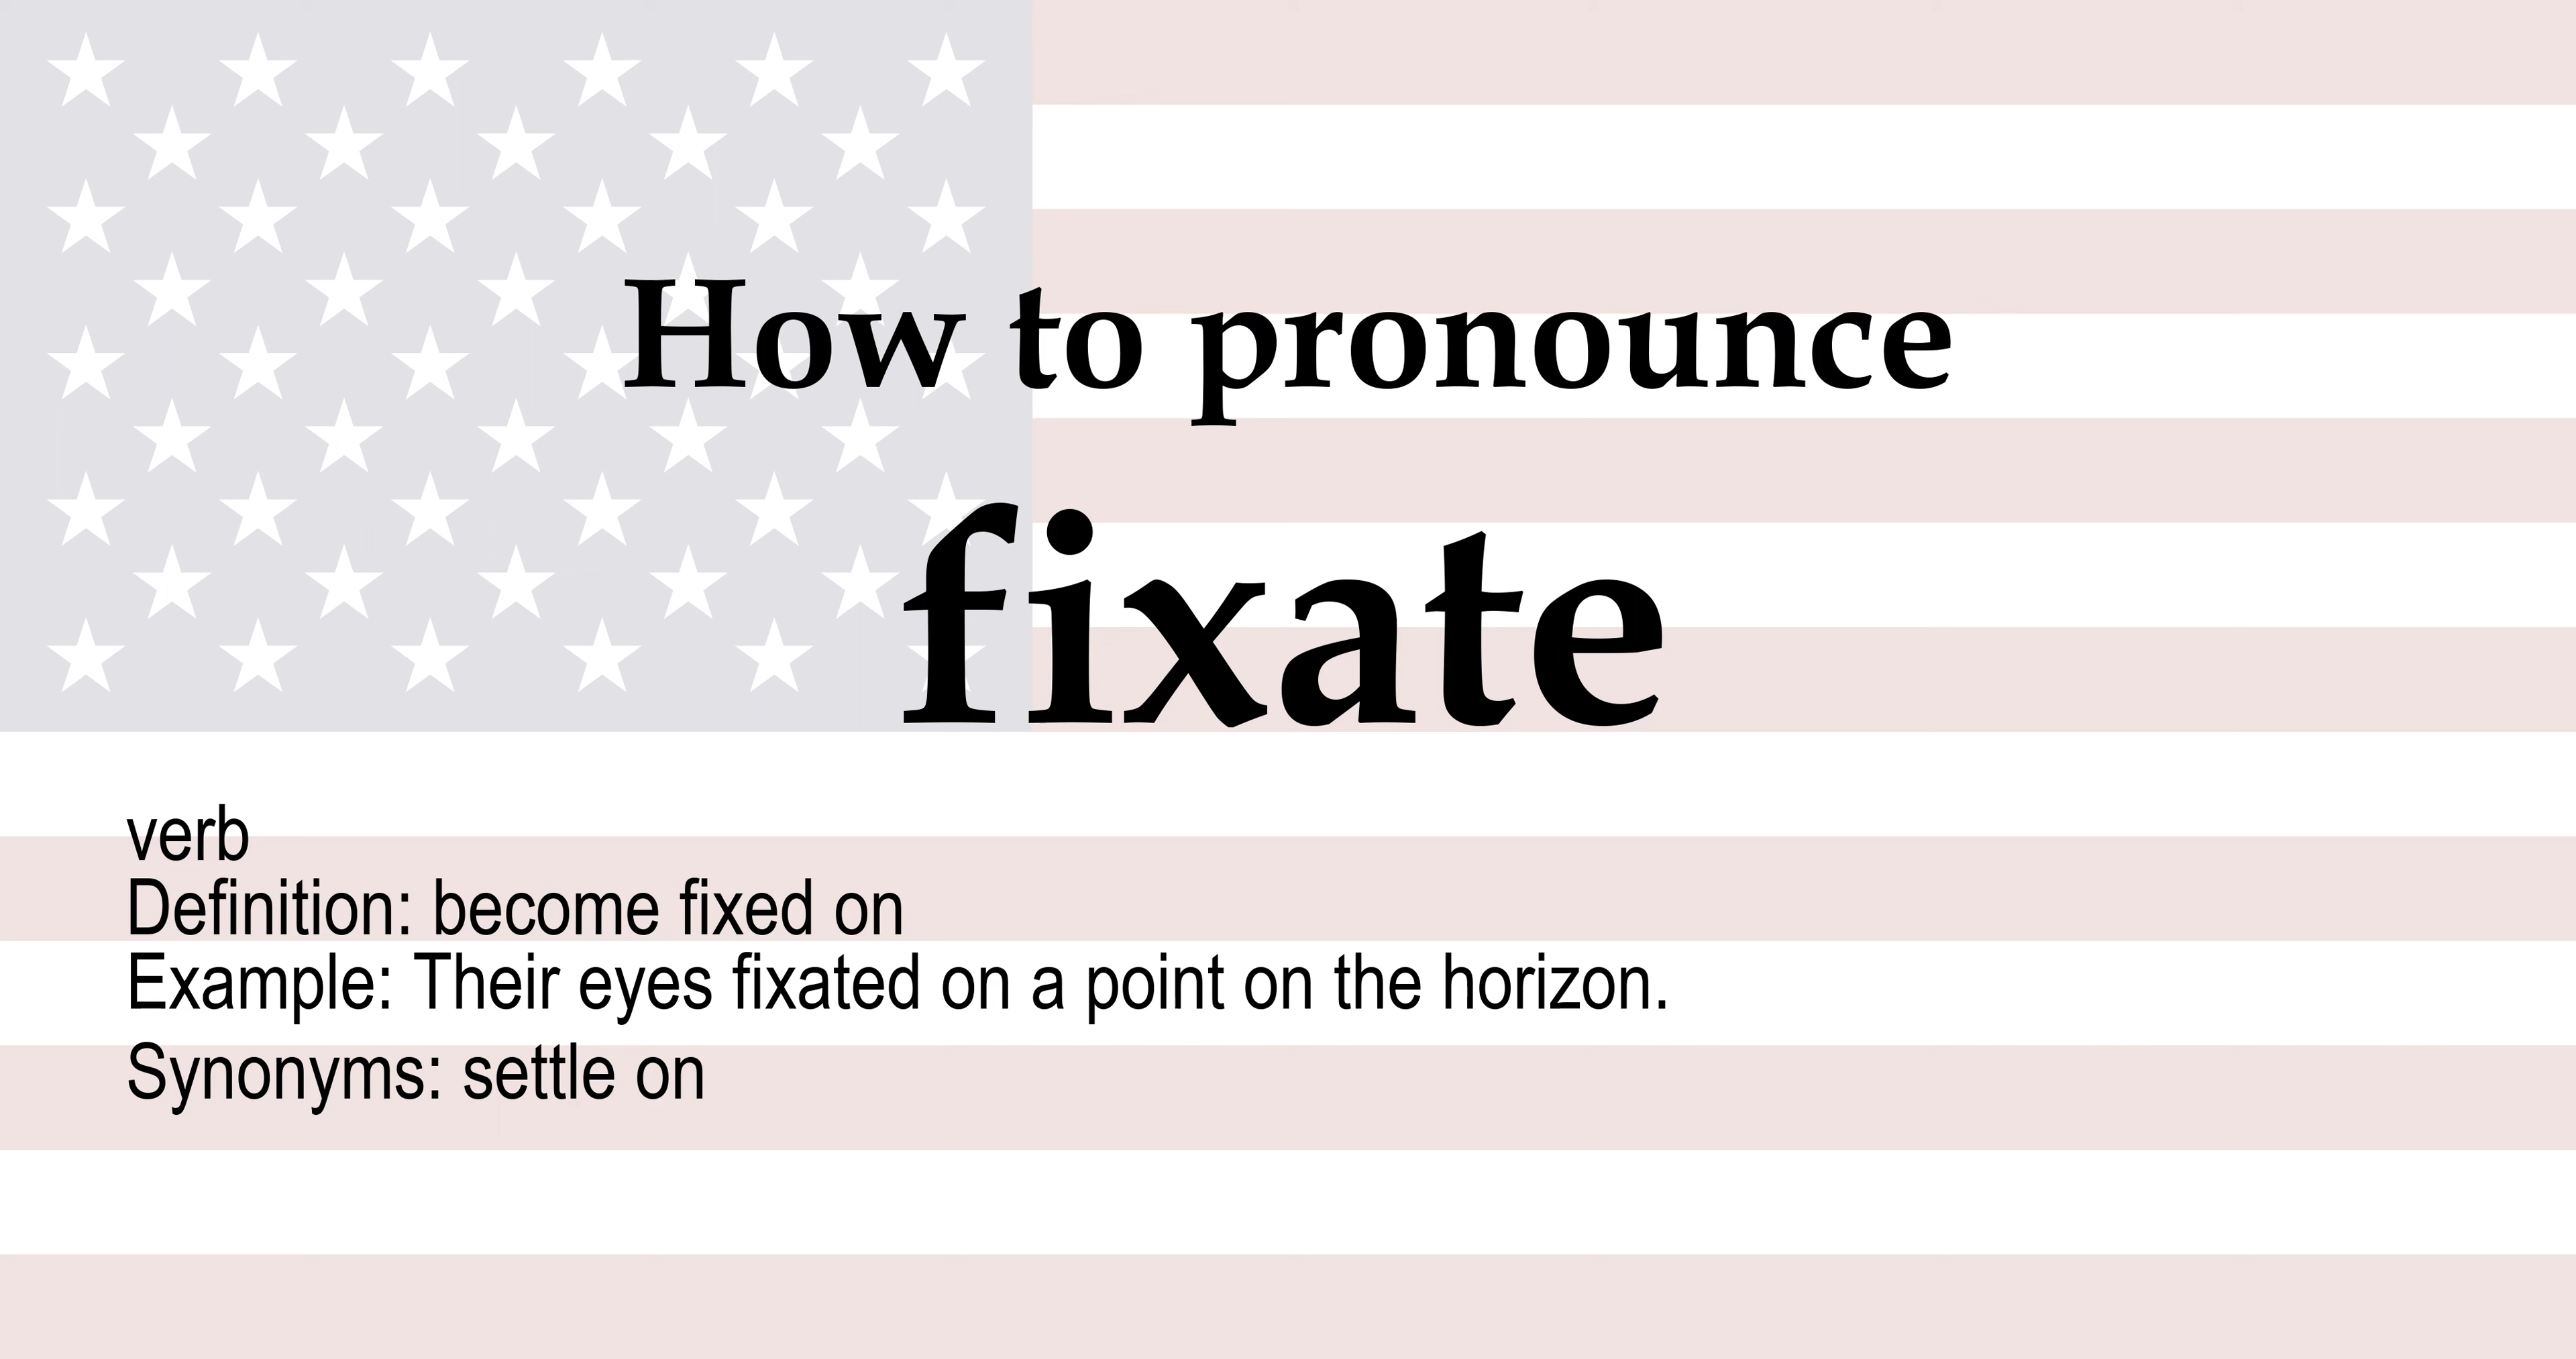 How to pronounce
fixate
verb
Definition: become fixed on
Example: Their eyes fixated on a point on the horizon.
Synonyms: settle on